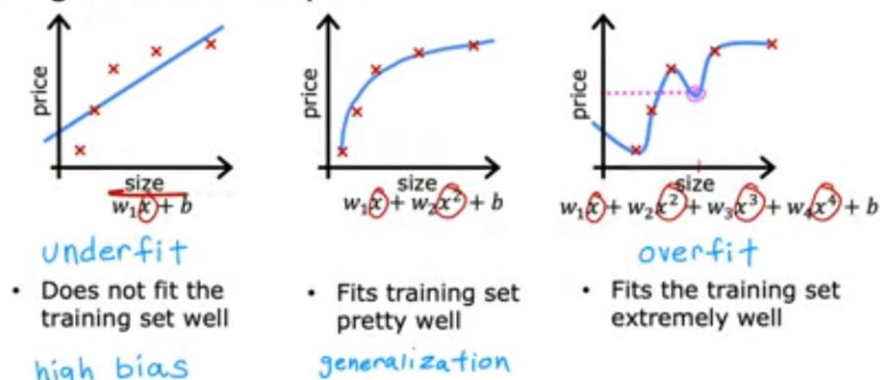 price
size
w₁x + b
underfit
• Does not fit the
training set well
high bias
price
size
w₁x + w₂x² + b
• Fits training set
pretty well
generalization
price
size
w₁x + w₂x² + w₃x³ + w₄x⁴ + b
overfit
• Fits the training set
extremely well